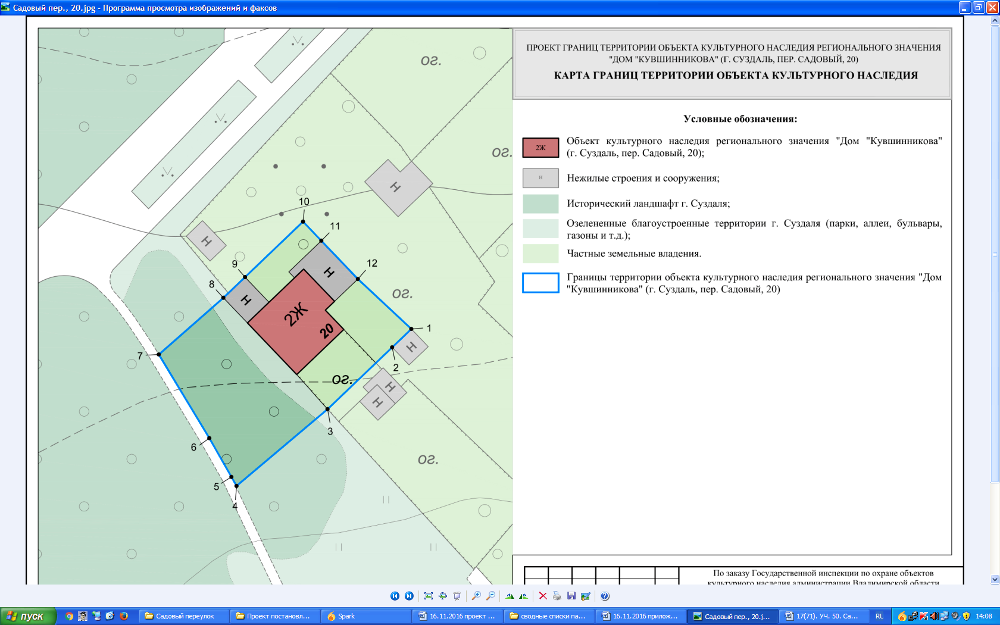 Садовый пер., 20.jpg - Программа просмотра изображений и факсов
ПРОЕКТ ГРАНИЦ ТЕРРИТОРИИ ОБЪЕКТА КУЛЬТУРНОГО НАСЛЕДИЯ РЕГИОНАЛЬНОГО ЗНАЧЕНИЯ
"ДОМ "КУВШИННИКОВА" (Г. СУЗДАЛЬ, ПЕР. САДОВЫЙ, 20)
КАРТА ГРАНИЦ ТЕРРИТОРИИ ОБЪЕКТА КУЛЬТУРНОГО НАСЛЕДИЯ
Условные обозначения:
2Ж
Объект культурного наследия регионального значения "Дом "Кувшинникова"
(г. Суздаль, пер. Садовый, 20);
Н
Нежилые строения и сооружения;
Исторический ландшафт г. Суздаля;
Озелененные благоустроенные территории г. Суздаля (парки, аллеи, бульвары,
газоны и т.д.);
Частные земельные владения.
Границы территории объекта культурного наследия регионального значения "Дом
"Кувшинникова" (г. Суздаль, пер. Садовый, 20)
ог.
ог.
Н
10
11
Н
9
12
8
Н
Н
ог.
2Ж
20
1
Н
7
2
ог.
Н
Н
3
6
ог.
5
4
По заказу Государственной инспекции по охране объектов
культурного наследия администрации Владимирской области
пуск
Садовый переулок
Проект постановл...
Spark
16.11.2016 проект ...
сводные списки па...
16.11.2016 прилож...
Садовый пер., 20.j...
17(71). УЧ. 50. Са...
RU
14:08